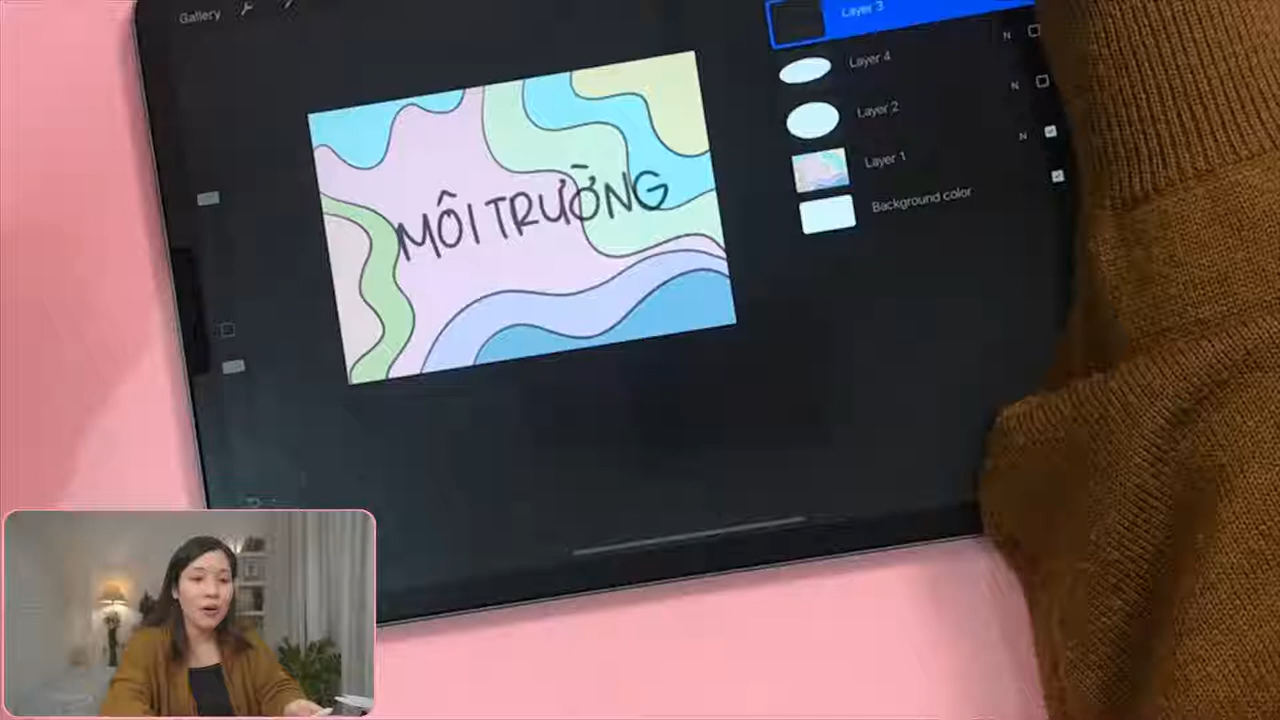 Gallery
Layer 3
N
Layer 4
N
Layer 2
N
Layer 1
Background color
MÔI TRƯỜNG